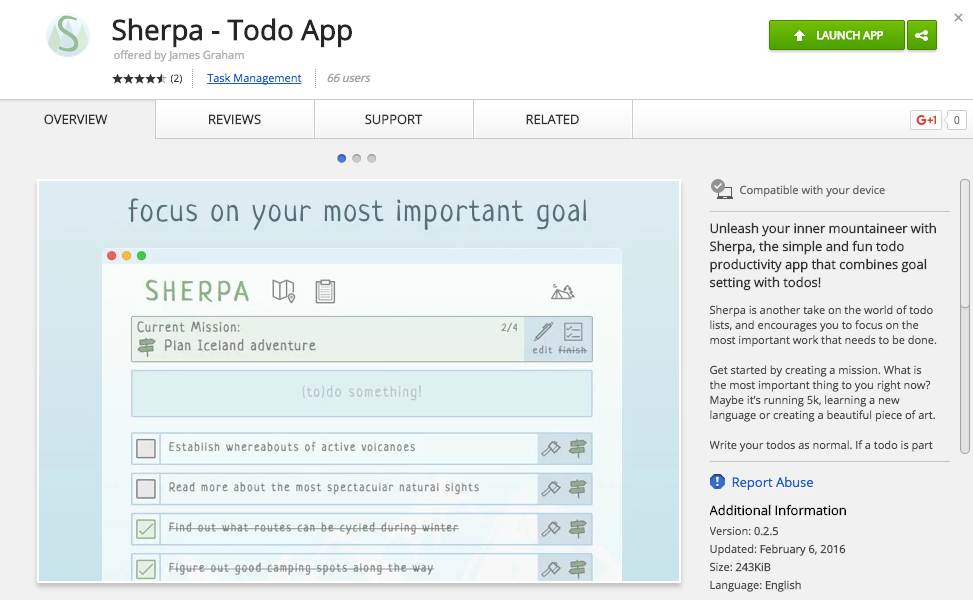 S
Sherpa - Todo App
offered by James Graham
(2)
Task Management
66 users
LAUNCH APP
OVERVIEW
REVIEWS
SUPPORT
RELATED
G+1
0
focus on your most important goal
SHERPA
Current Mission:
2/4
Plan Iceland adventure
edit finish
(to)do something!
Establish whereabouts of active volcanoes
Read more about the most spectacular natural sights
Find out what routes can be cycled during winter
Figure out good camping spots along the way
Compatible with your device
Unleash your inner mountaineer with
Sherpa, the simple and fun todo
productivity app that combines goal
setting with todos!
Sherpa is another take on the world of todo
lists, and encourages you to focus on the
most important work that needs to be done.
Get started by creating a mission. What is
the most important thing to you right now?
Maybe it's running 5k, learning a new
language or creating a beautiful piece of art.
Write your todos as normal. If a todo is part
Report Abuse
Additional Information
Version: 0.2.5
Updated: February 6, 2016
Size: 243KiB
Language: English